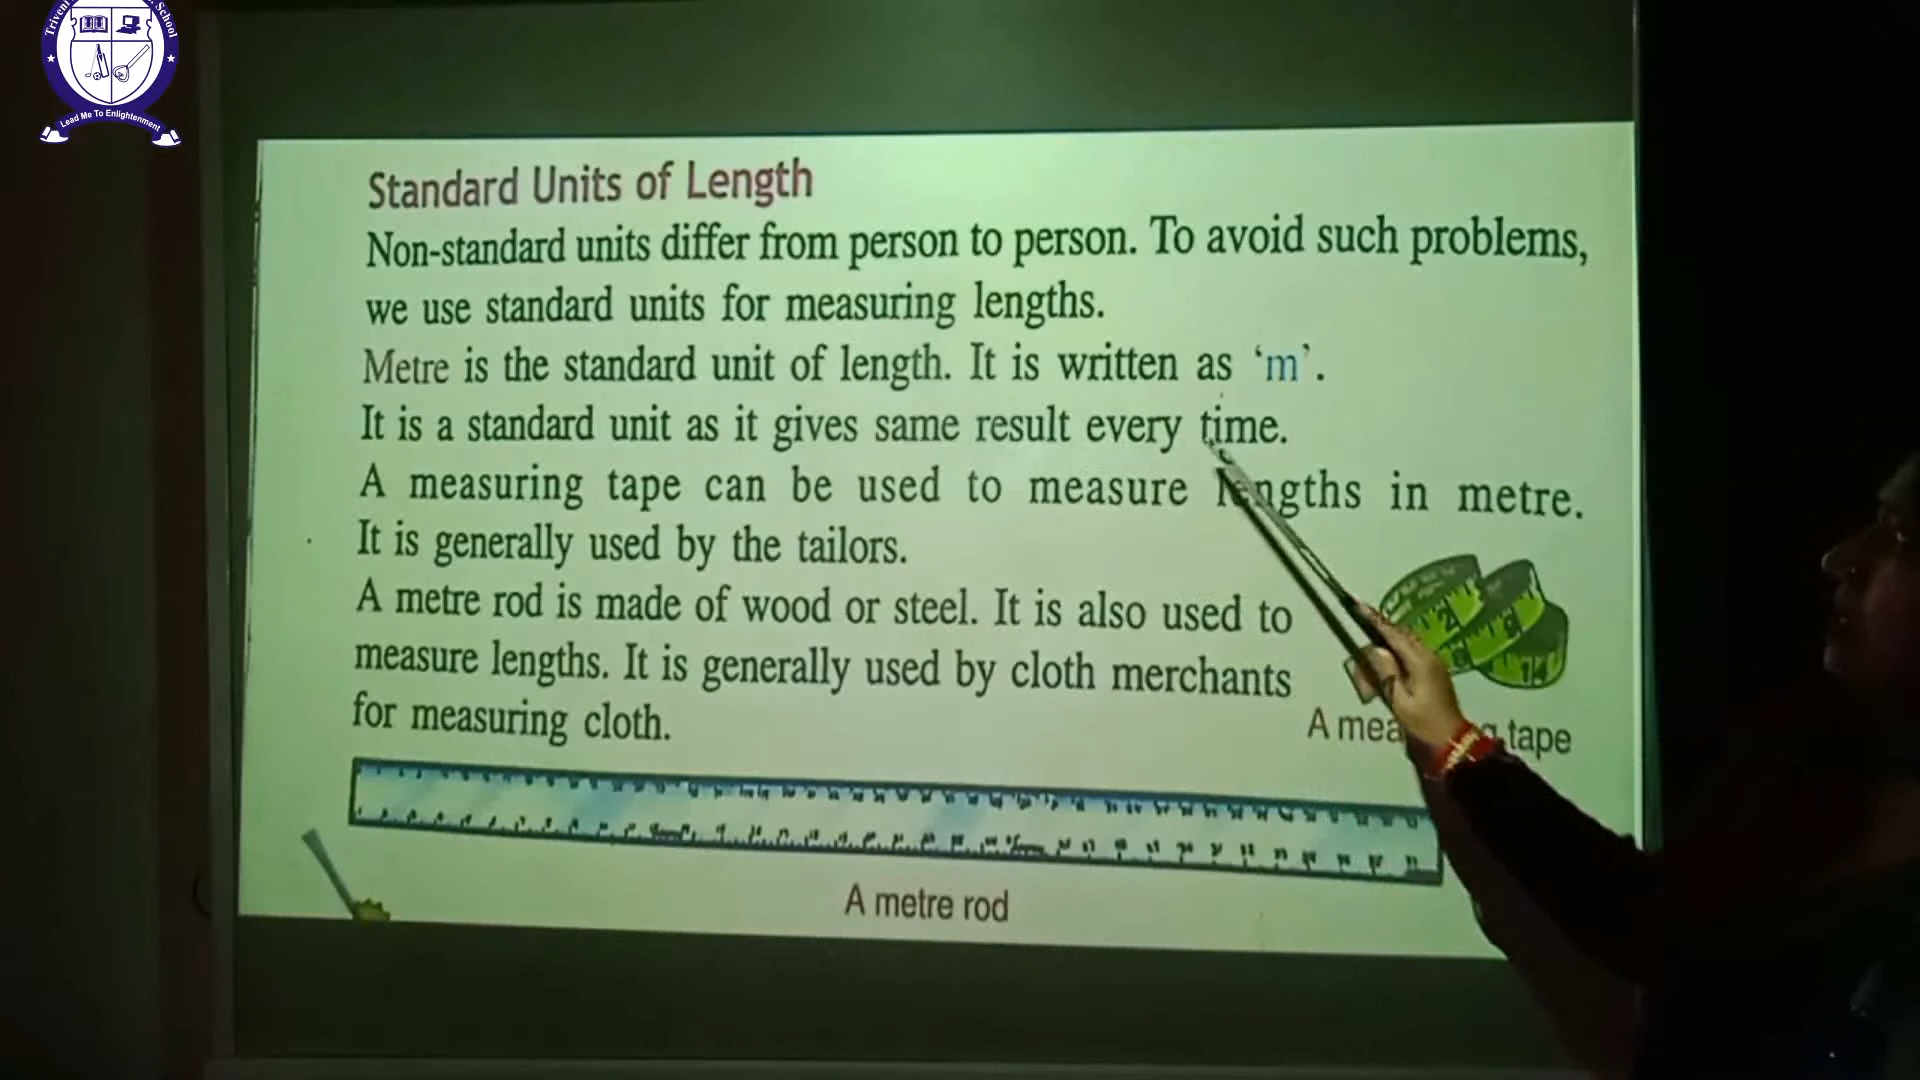 Triveni
School
Lead Me To Enlightenment
Standard Units of Length
Non-standard units differ from person to person. To avoid such problems,
we use standard units for measuring lengths.
Metre is the standard unit of length. It is written as ‘m’.
It is a standard unit as it gives same result every time.
A measuring tape can be used to measure lengths in metre.
It is generally used by the tailors.
A metre rod is made of wood or steel. It is also used to
measure lengths. It is generally used by cloth merchants
for measuring cloth.
A measuring tape
A metre rod